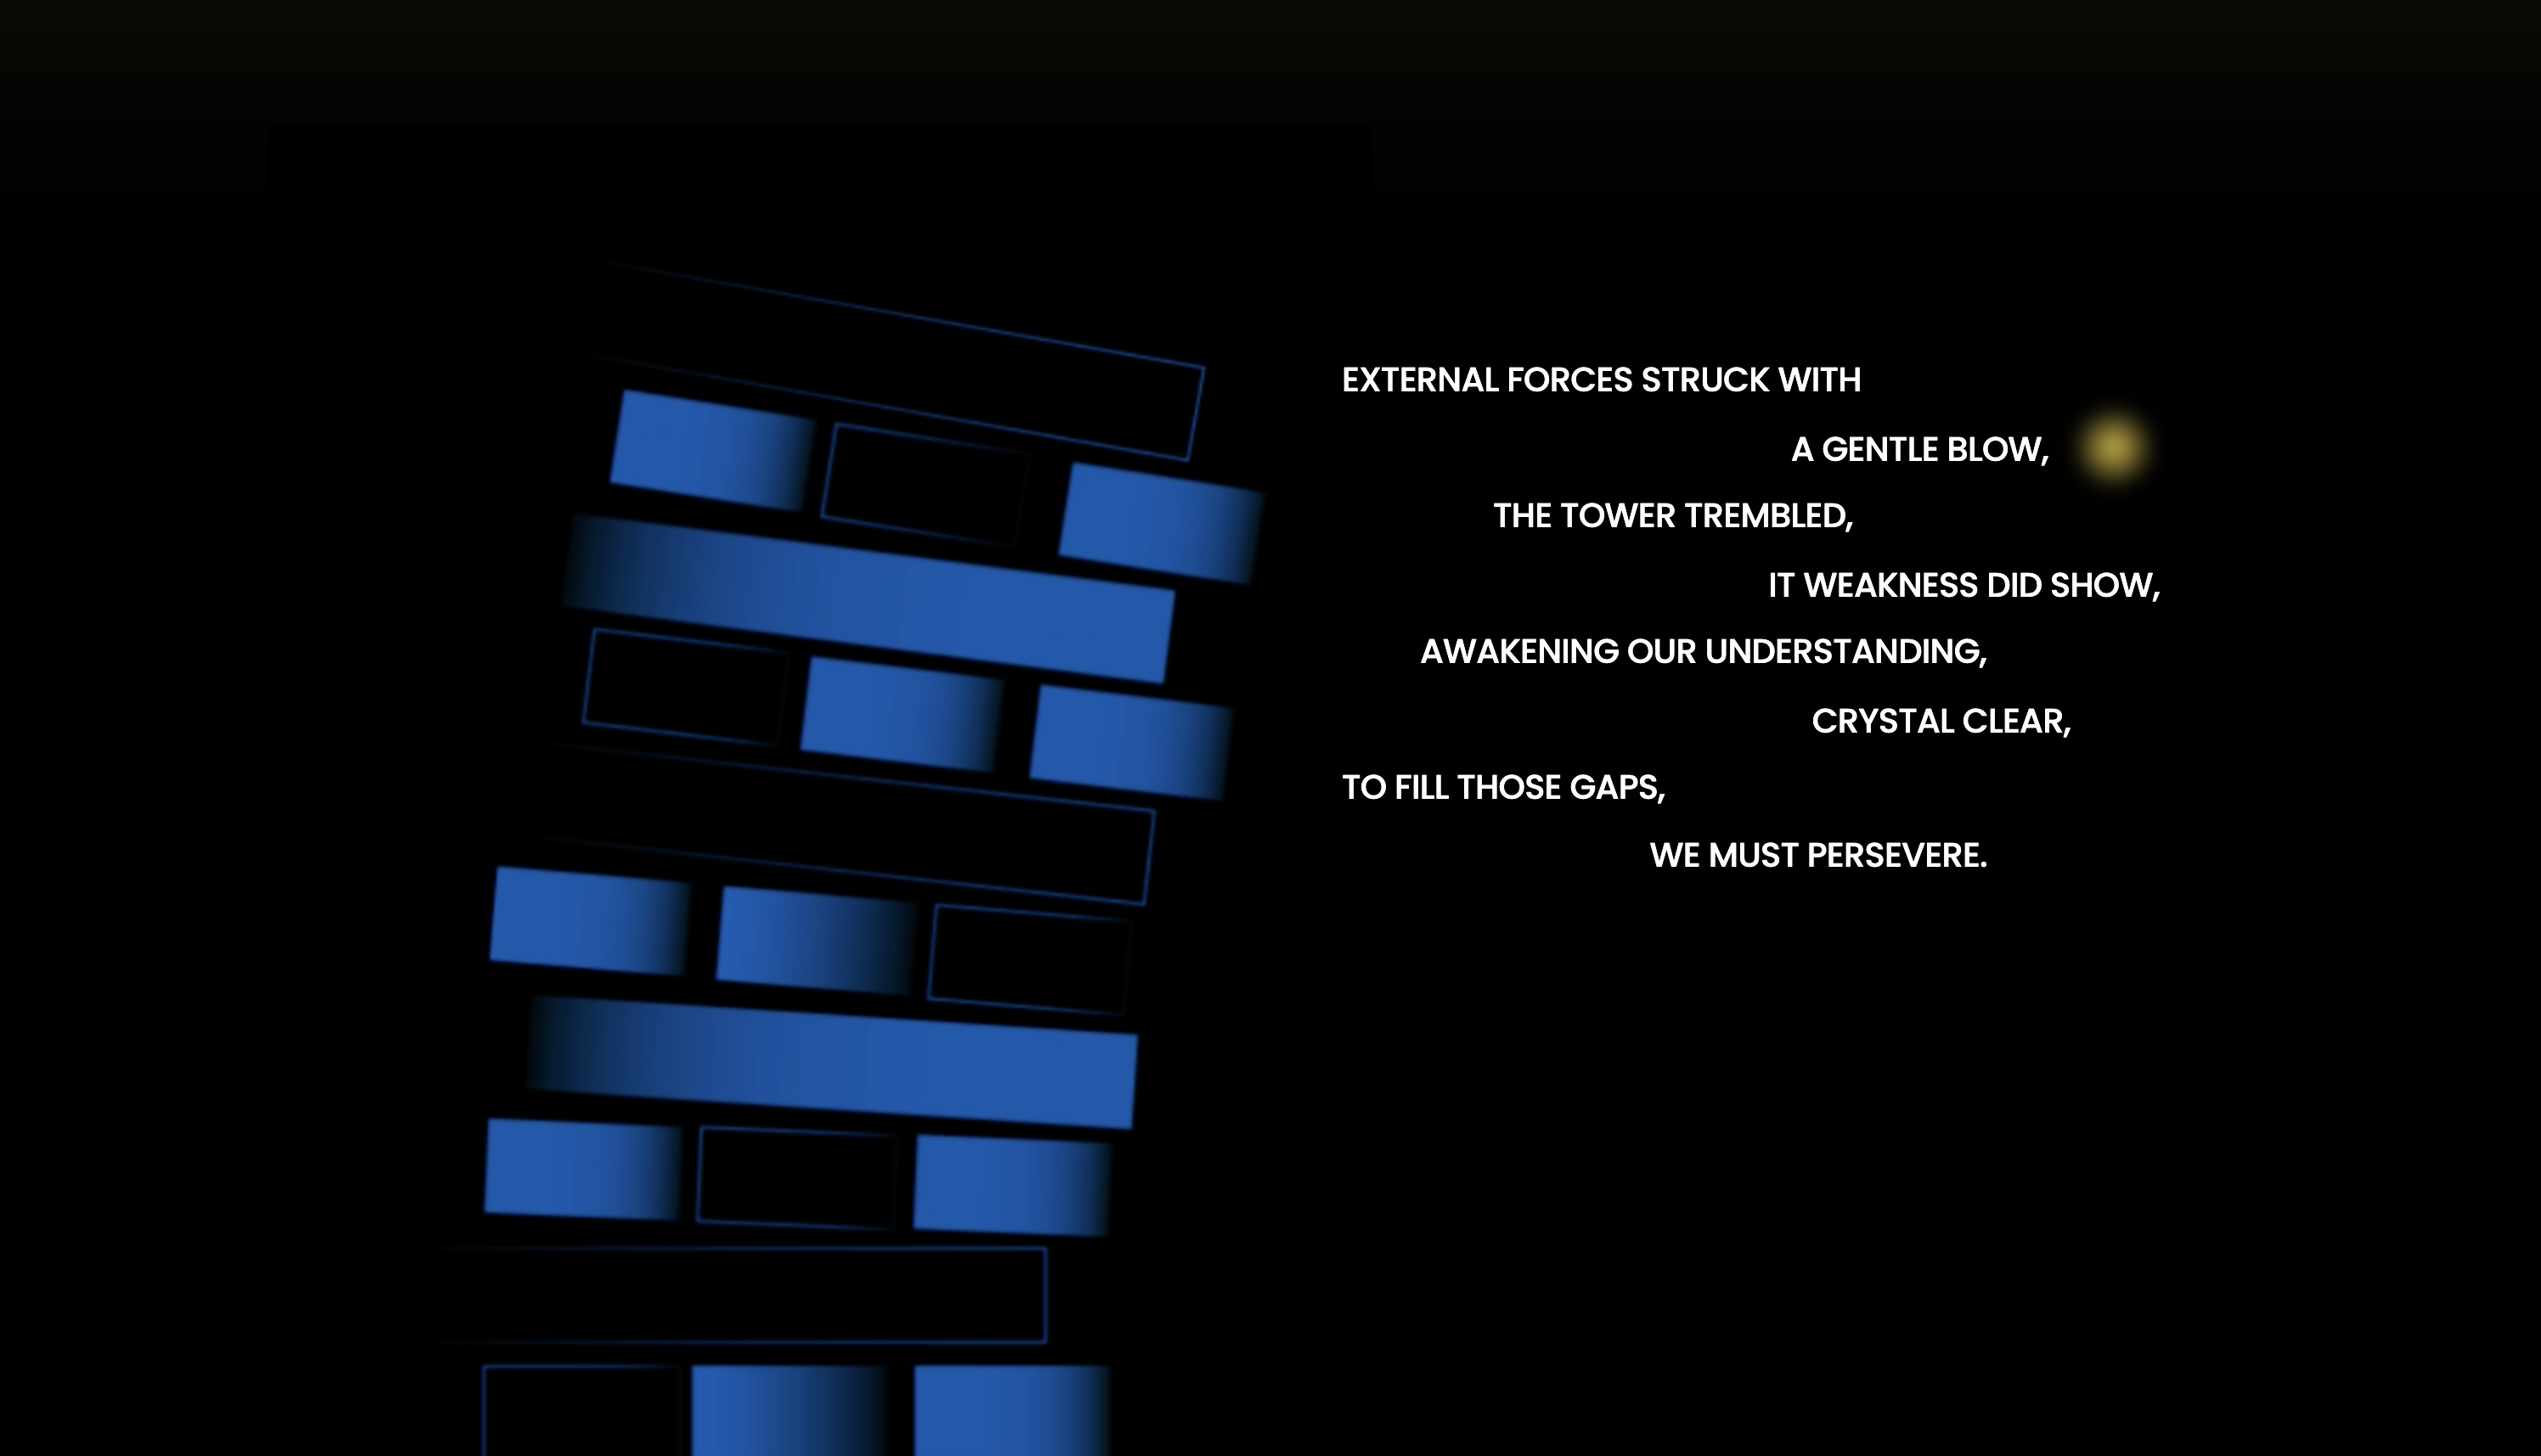 EXTERNAL FORCES STRUCK WITH
A GENTLE BLOW,
THE TOWER TREMBLED,
IT WEAKNESS DID SHOW,
AWAKENING OUR UNDERSTANDING,
CRYSTAL CLEAR,
TO FILL THOSE GAPS,
WE MUST PERSEVERE.